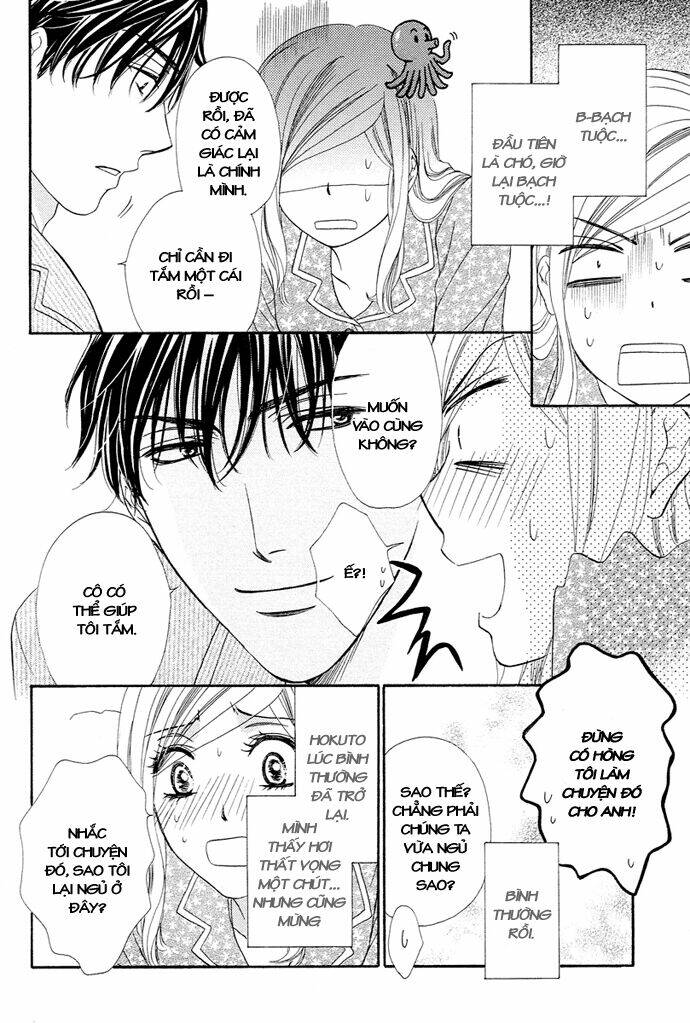 B-BẠCH
TUỘC...
ĐẦU TIÊN
LÀ CHÓ, GIỜ
LẠI BẠCH
TUỘC...!
ĐƯỢC
RỒI, ĐÃ
CÓ CẢM
GIÁC LẠI
LÀ CHÍNH
MÌNH.
CHỈ CẦN ĐI
TẮM MỘT CÁI
RỒI –
MUỐN
VÀO CÙNG
KHÔNG?
Ế?!
CÔ CÓ
THỂ GIÚP
TÔI TẮM.
ĐỪNG
CÓ HÒNG
TÔI LÀM
CHUYỆN ĐÓ
CHO ANH!
SAO THẾ?
CHẲNG PHẢI
CHÚNG TA
VỪA NGỦ
CHUNG
SAO?
BÌNH
THƯỜNG
RỒI.
HOKUTO
LÚC BÌNH
THƯỜNG
ĐÃ TRỞ
LẠI.
MÌNH
THẤY HƠI
THẤT VỌNG
MỘT CHÚT...
NHƯNG CŨNG
MỪNG.
NHẮC
TỚI CHUYỆN
ĐÓ, SAO TÔI
LẠI NGỦ Ở
ĐÂY?